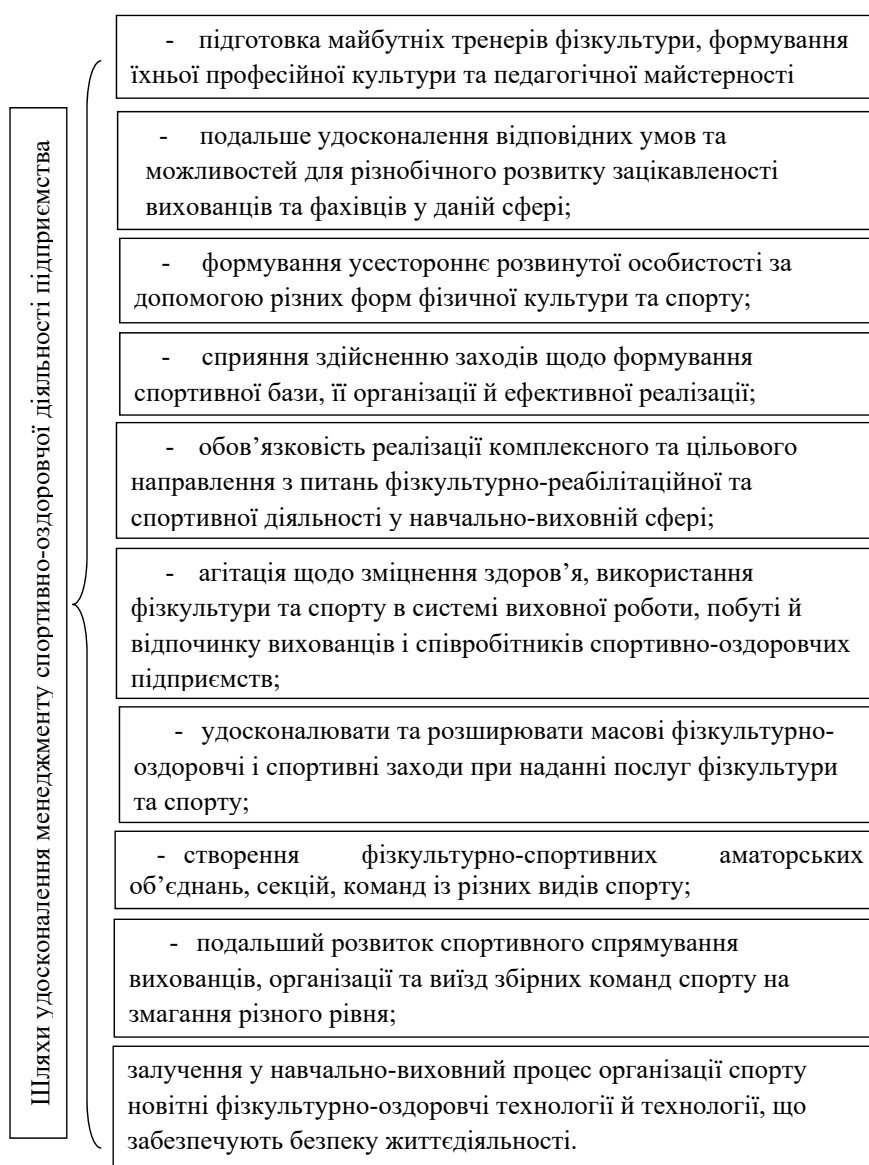 Шляхи удосконалення менеджменту спортивно-оздоровчої діяльності підприємства
- підготовка майбутніх тренерів фізкультури, формування
їхньої професійної культури та педагогічної майстерності
- подальше удосконалення відповідних умов та
можливостей для різнобічного розвитку зацікавленості
вихованців та фахівців у даній сфері;
- формування усестороннє розвинутої особистості за
допомогою різних форм фізичної культури та спорту;
- сприяння здійсненню заходів щодо формування
спортивної бази, її організації й ефективної реалізації;
- обов’язковість реалізації комплексного та цільового
направлення з питань фізкультурно-реабілітаційної та
спортивної діяльності у навчально-виховній сфері;
- агітація щодо зміцнення здоров’я, використання
фізкультури та спорту в системі виховної роботи, побуті й
відпочинку вихованців і співробітників спортивно-оздоровчих
підприємств;
- удосконалювати та розширювати масові фізкультурно-
оздоровчі і спортивні заходи при наданні послуг фізкультури
та спорту;
- створення фізкультурно-спортивних аматорських
об’єднань, секцій, команд із різних видів спорту;
- подальший розвиток спортивного спрямування
вихованців, організації та виїзд збірних команд спорту на
змагання різного рівня;
залучення у навчально-виховний процес організації спорту
новітні фізкультурно-оздоровчі технології й технології, що
забезпечують безпеку життєдіяльності.